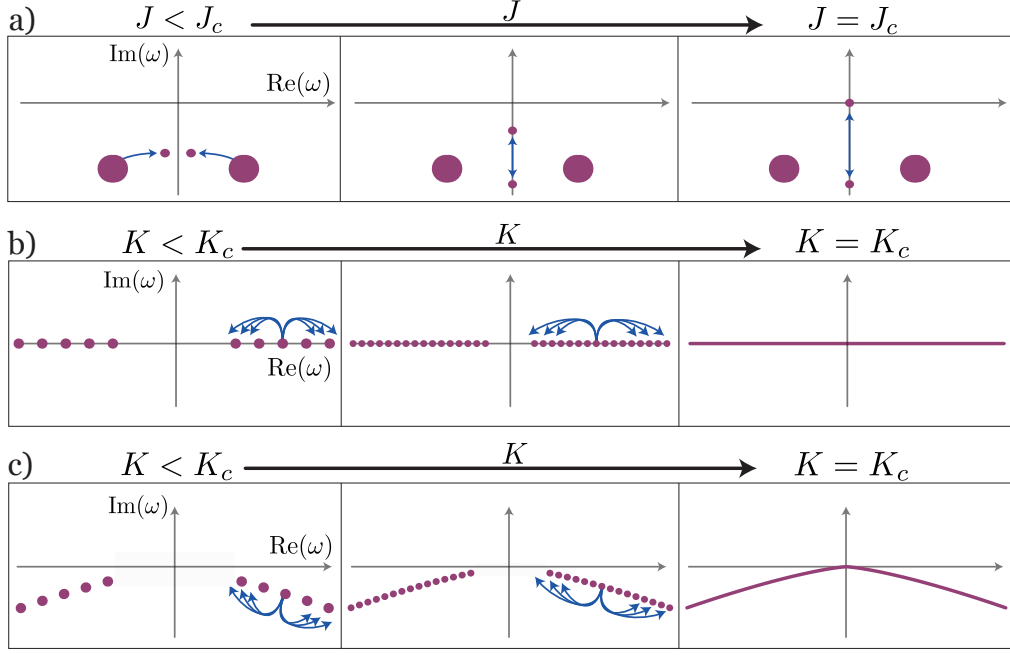 a) J < J_c J J = J_c
Im(ω)
Re(ω)
b) K < K_c K K = K_c
Im(ω)
Re(ω)
c) K < K_c K K = K_c
Im(ω)
Re(ω)